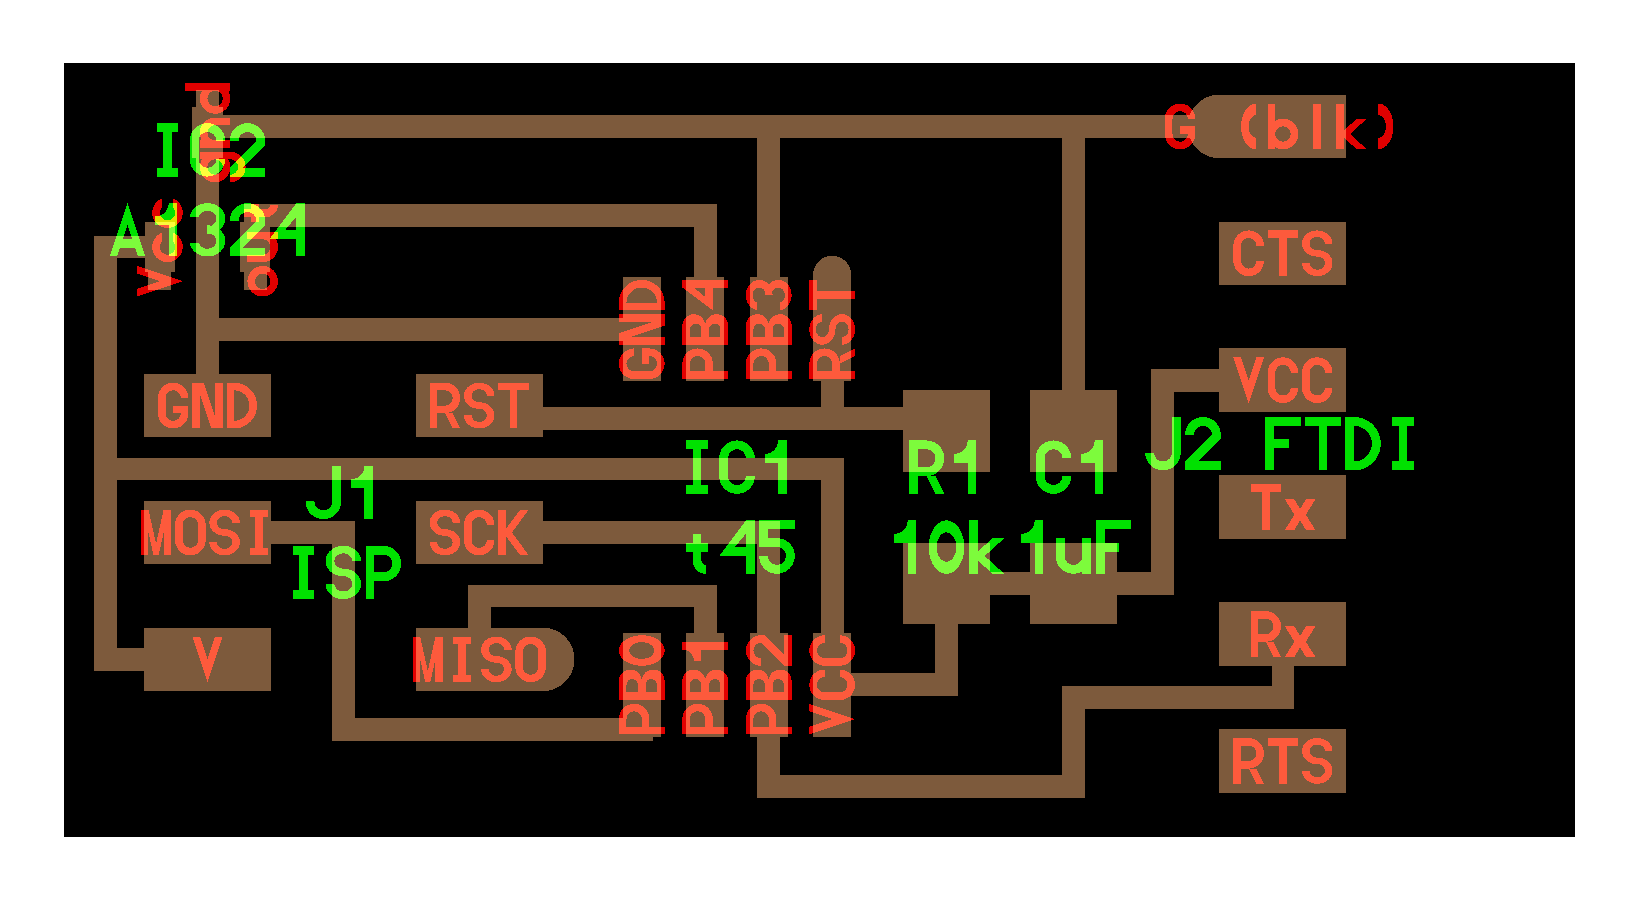 gnd
IC2
G (blk)
A1324
Vcc
out
CTS
GND
PB4
PB3
RST
VCC
GND
RST
J2 FTDI
IC1
R1
C1
J1
Tx
MOSI
SCK
t45
10k
1uF
ISP
Rx
V
MISO
PB0
PB1
PB2
VCC
RTS